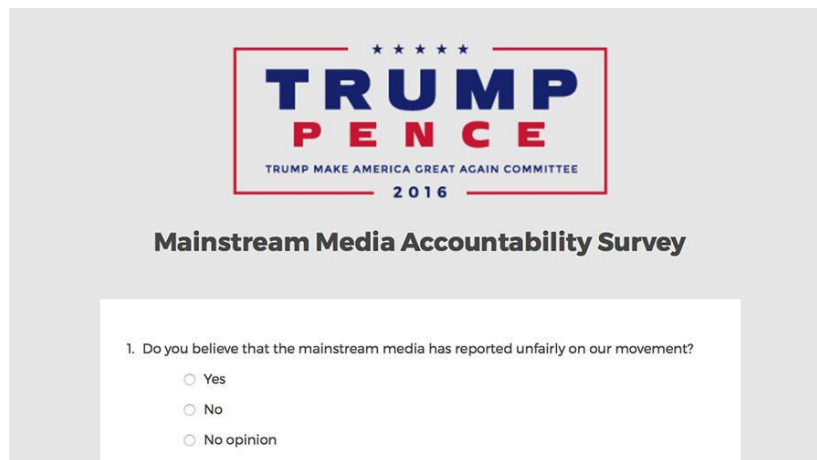 TRUMP
PENCE
TRUMP MAKE AMERICA GREAT AGAIN COMMITTEE
2016
Mainstream Media Accountability Survey
1. Do you believe that the mainstream media has reported unfairly on our movement?
Yes
No
No opinion